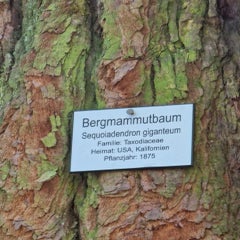 Bergmammutbaum
Sequoiadendron giganteum
Familie: Taxodiaceae
Heimat: USA, Kalifornien
Pflanzjahr: 1875